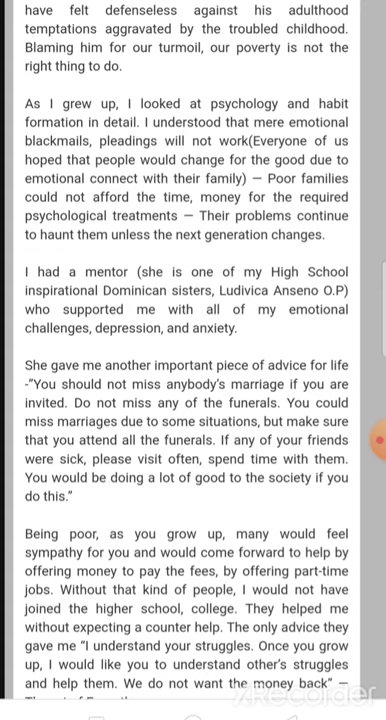 have felt defenseless against his adulthood
temptations aggravated by the troubled childhood.
Blaming him for our turmoil, our poverty is not the
right thing to do.
As I grew up, I looked at psychology and habit
formation in detail. I understood that mere emotional
blackmails, pleadings will not work(Everyone of us
hoped that people would change for the good due to
emotional connect with their family) — Poor families
could not afford the time, money for the required
psychological treatments — Their problems continue
to haunt them unless the next generation changes.
I had a mentor (she is one of my High School
inspirational Dominican sisters, Ludivica Anseno O.P)
who supported me with all of my emotional
challenges, depression, and anxiety.
She gave me another important piece of advice for life
-"You should not miss anybody's marriage if you are
invited. Do not miss any of the funerals. You could
miss marriages due to some situations, but make sure
that you attend all the funerals. If any of your friends
were sick, please visit often, spend time with them.
You would be doing a lot of good to the society if you
do this."
Being poor, as you grow up, many would feel
sympathy for you and would come forward to help by
offering money to pay the fees, by offering part-time
jobs. Without that kind of people, I would not have
joined the higher school, college. They helped me
without expecting a counter help. The only advice they
gave me "I understand your struggles. Once you grow
up, I would like you to understand other's struggles
and help them. We do not want the money back" —
XRecorder